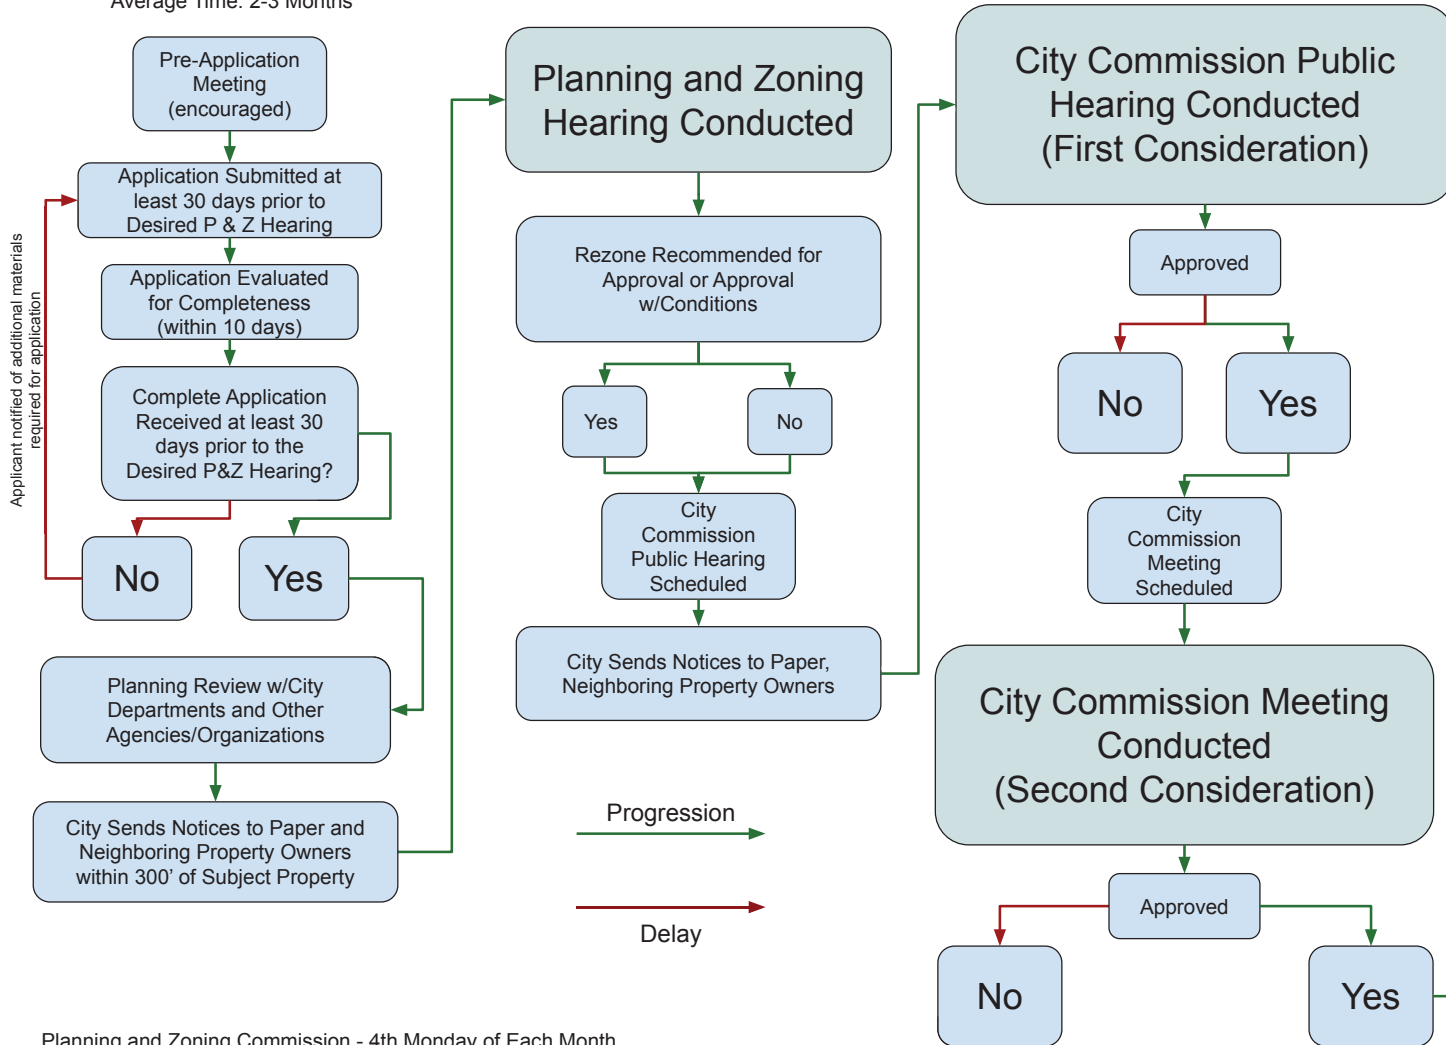 Average Time: 2-3 Months
Pre-Application
Meeting
(encouraged)
Application Submitted at
least 30 days prior to
Desired P & Z Hearing
Application Evaluated
for Completeness
(within 10 days)
Complete Application
Received at least 30
days prior to the
Desired P&Z Hearing?
No
Yes
Applicant notified of additional materials
required for application
Planning Review w/City
Departments and Other
Agencies/Organizations
City Sends Notices to Paper and
Neighboring Property Owners
within 300’ of Subject Property
Planning and Zoning
Hearing Conducted
Rezone Recommended for
Approval or Approval
w/Conditions
Yes
No
City
Commission
Public Hearing
Scheduled
City Sends Notices to Paper,
Neighboring Property Owners
Progression
Delay
City Commission Public
Hearing Conducted
(First Consideration)
Approved
No
Yes
City
Commission
Meeting
Scheduled
City Commission Meeting
Conducted
(Second Consideration)
Approved
No
Yes
Planning and Zoning Commission - 4th Monday of Each Month